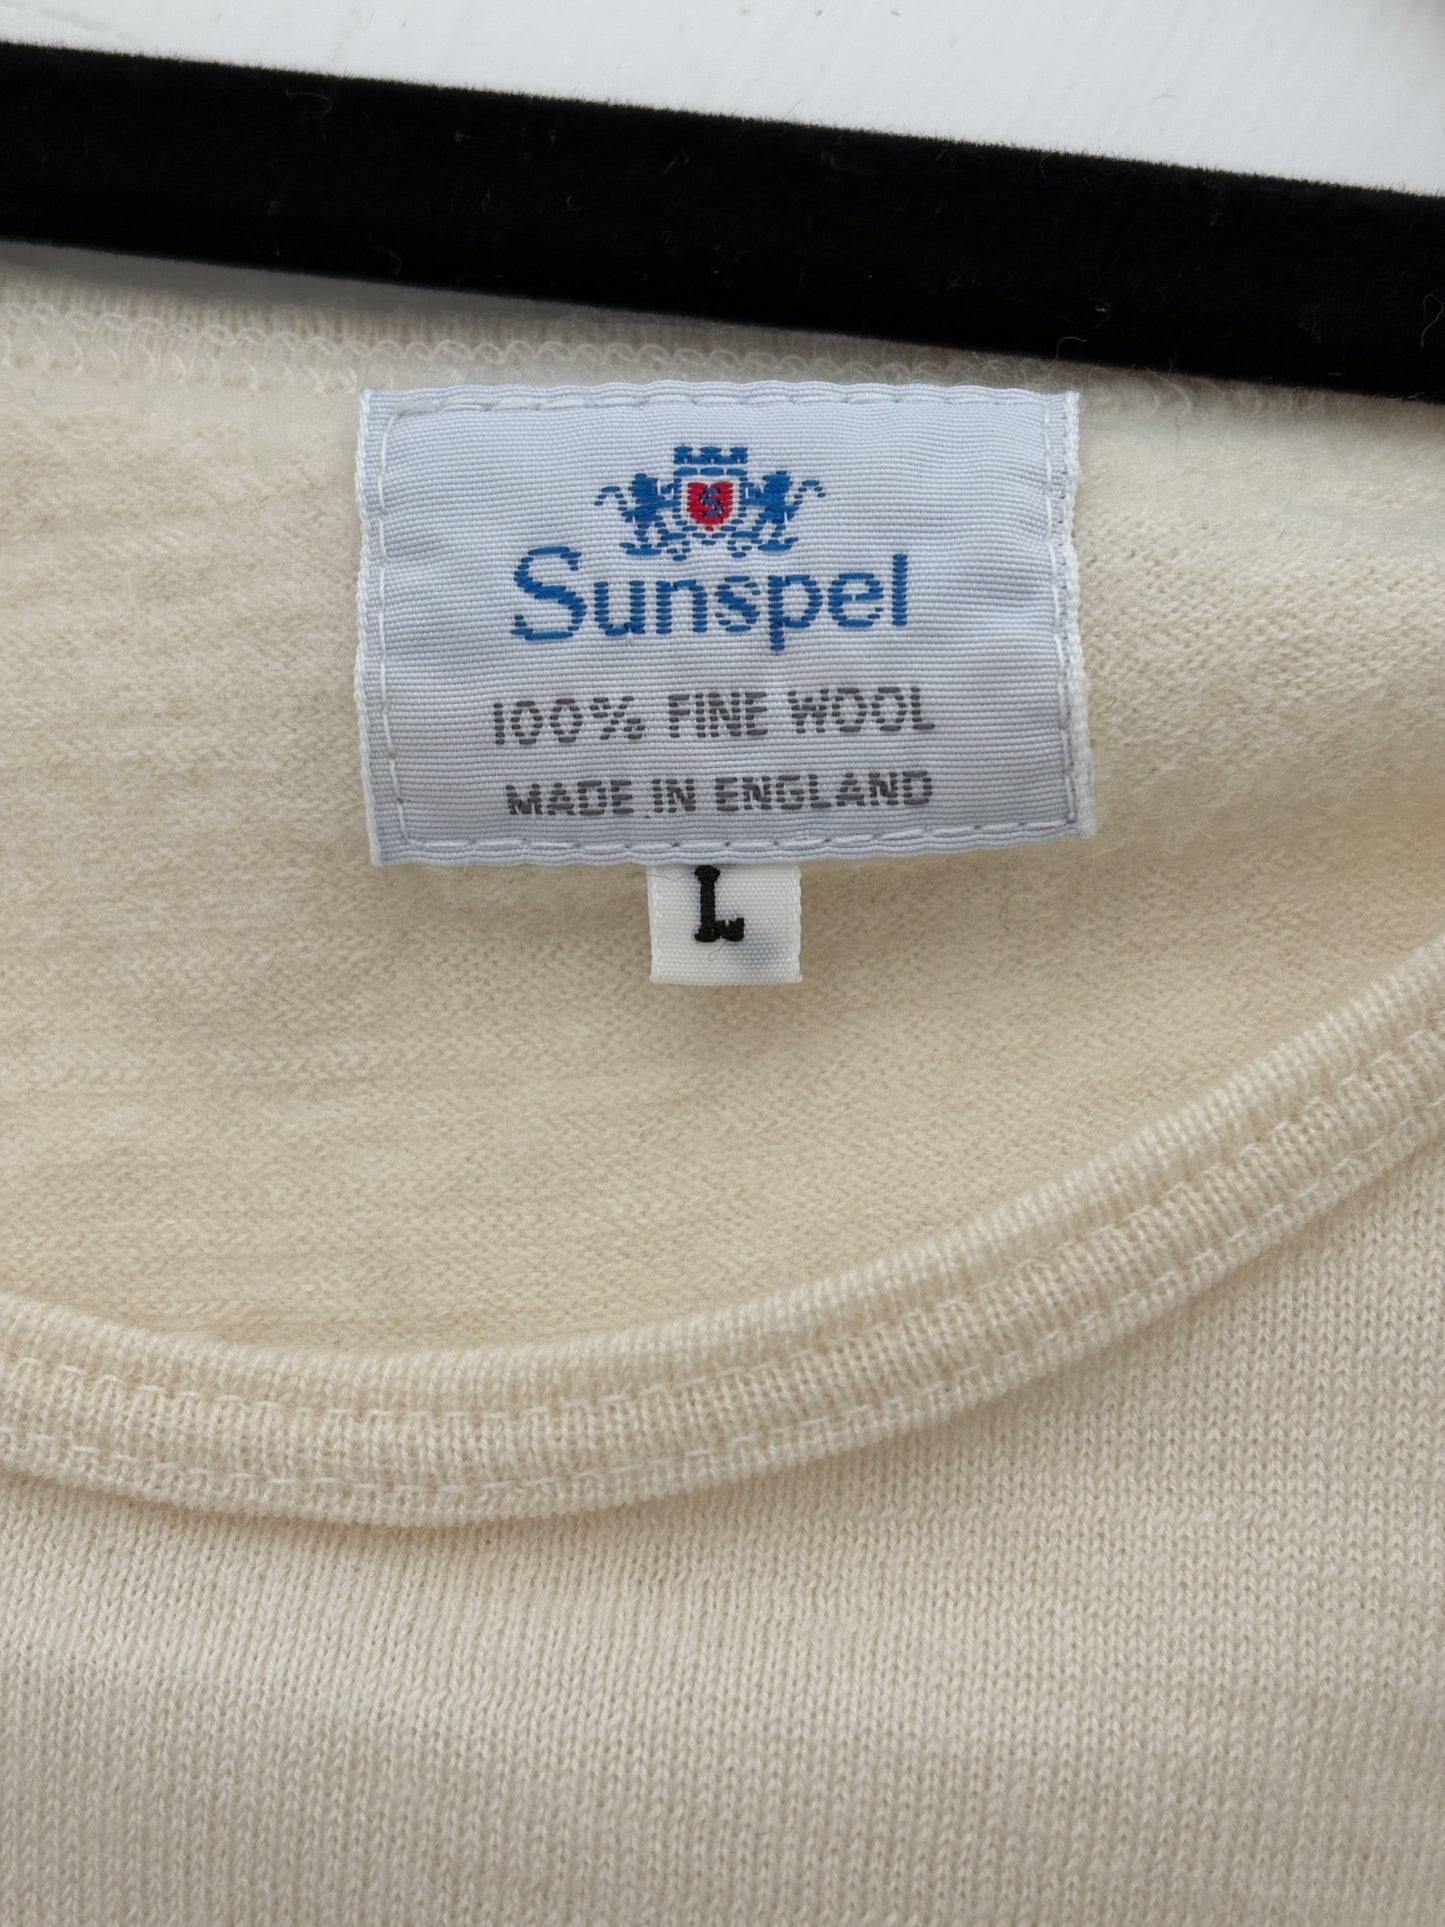 S
Sunspel
100% FINE WOOL
MADE IN ENGLAND
L